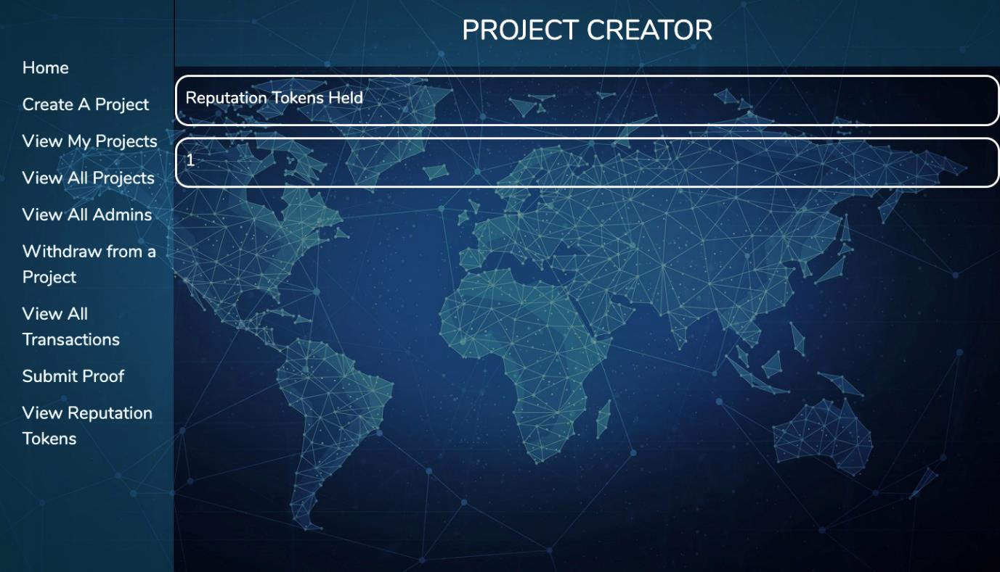 PROJECT CREATOR
Home
Create A Project
View My Projects
View All Projects
View All Admins
Withdraw from a
Project
View All
Transactions
Submit Proof
View Reputation
Tokens
Reputation Tokens Held
1